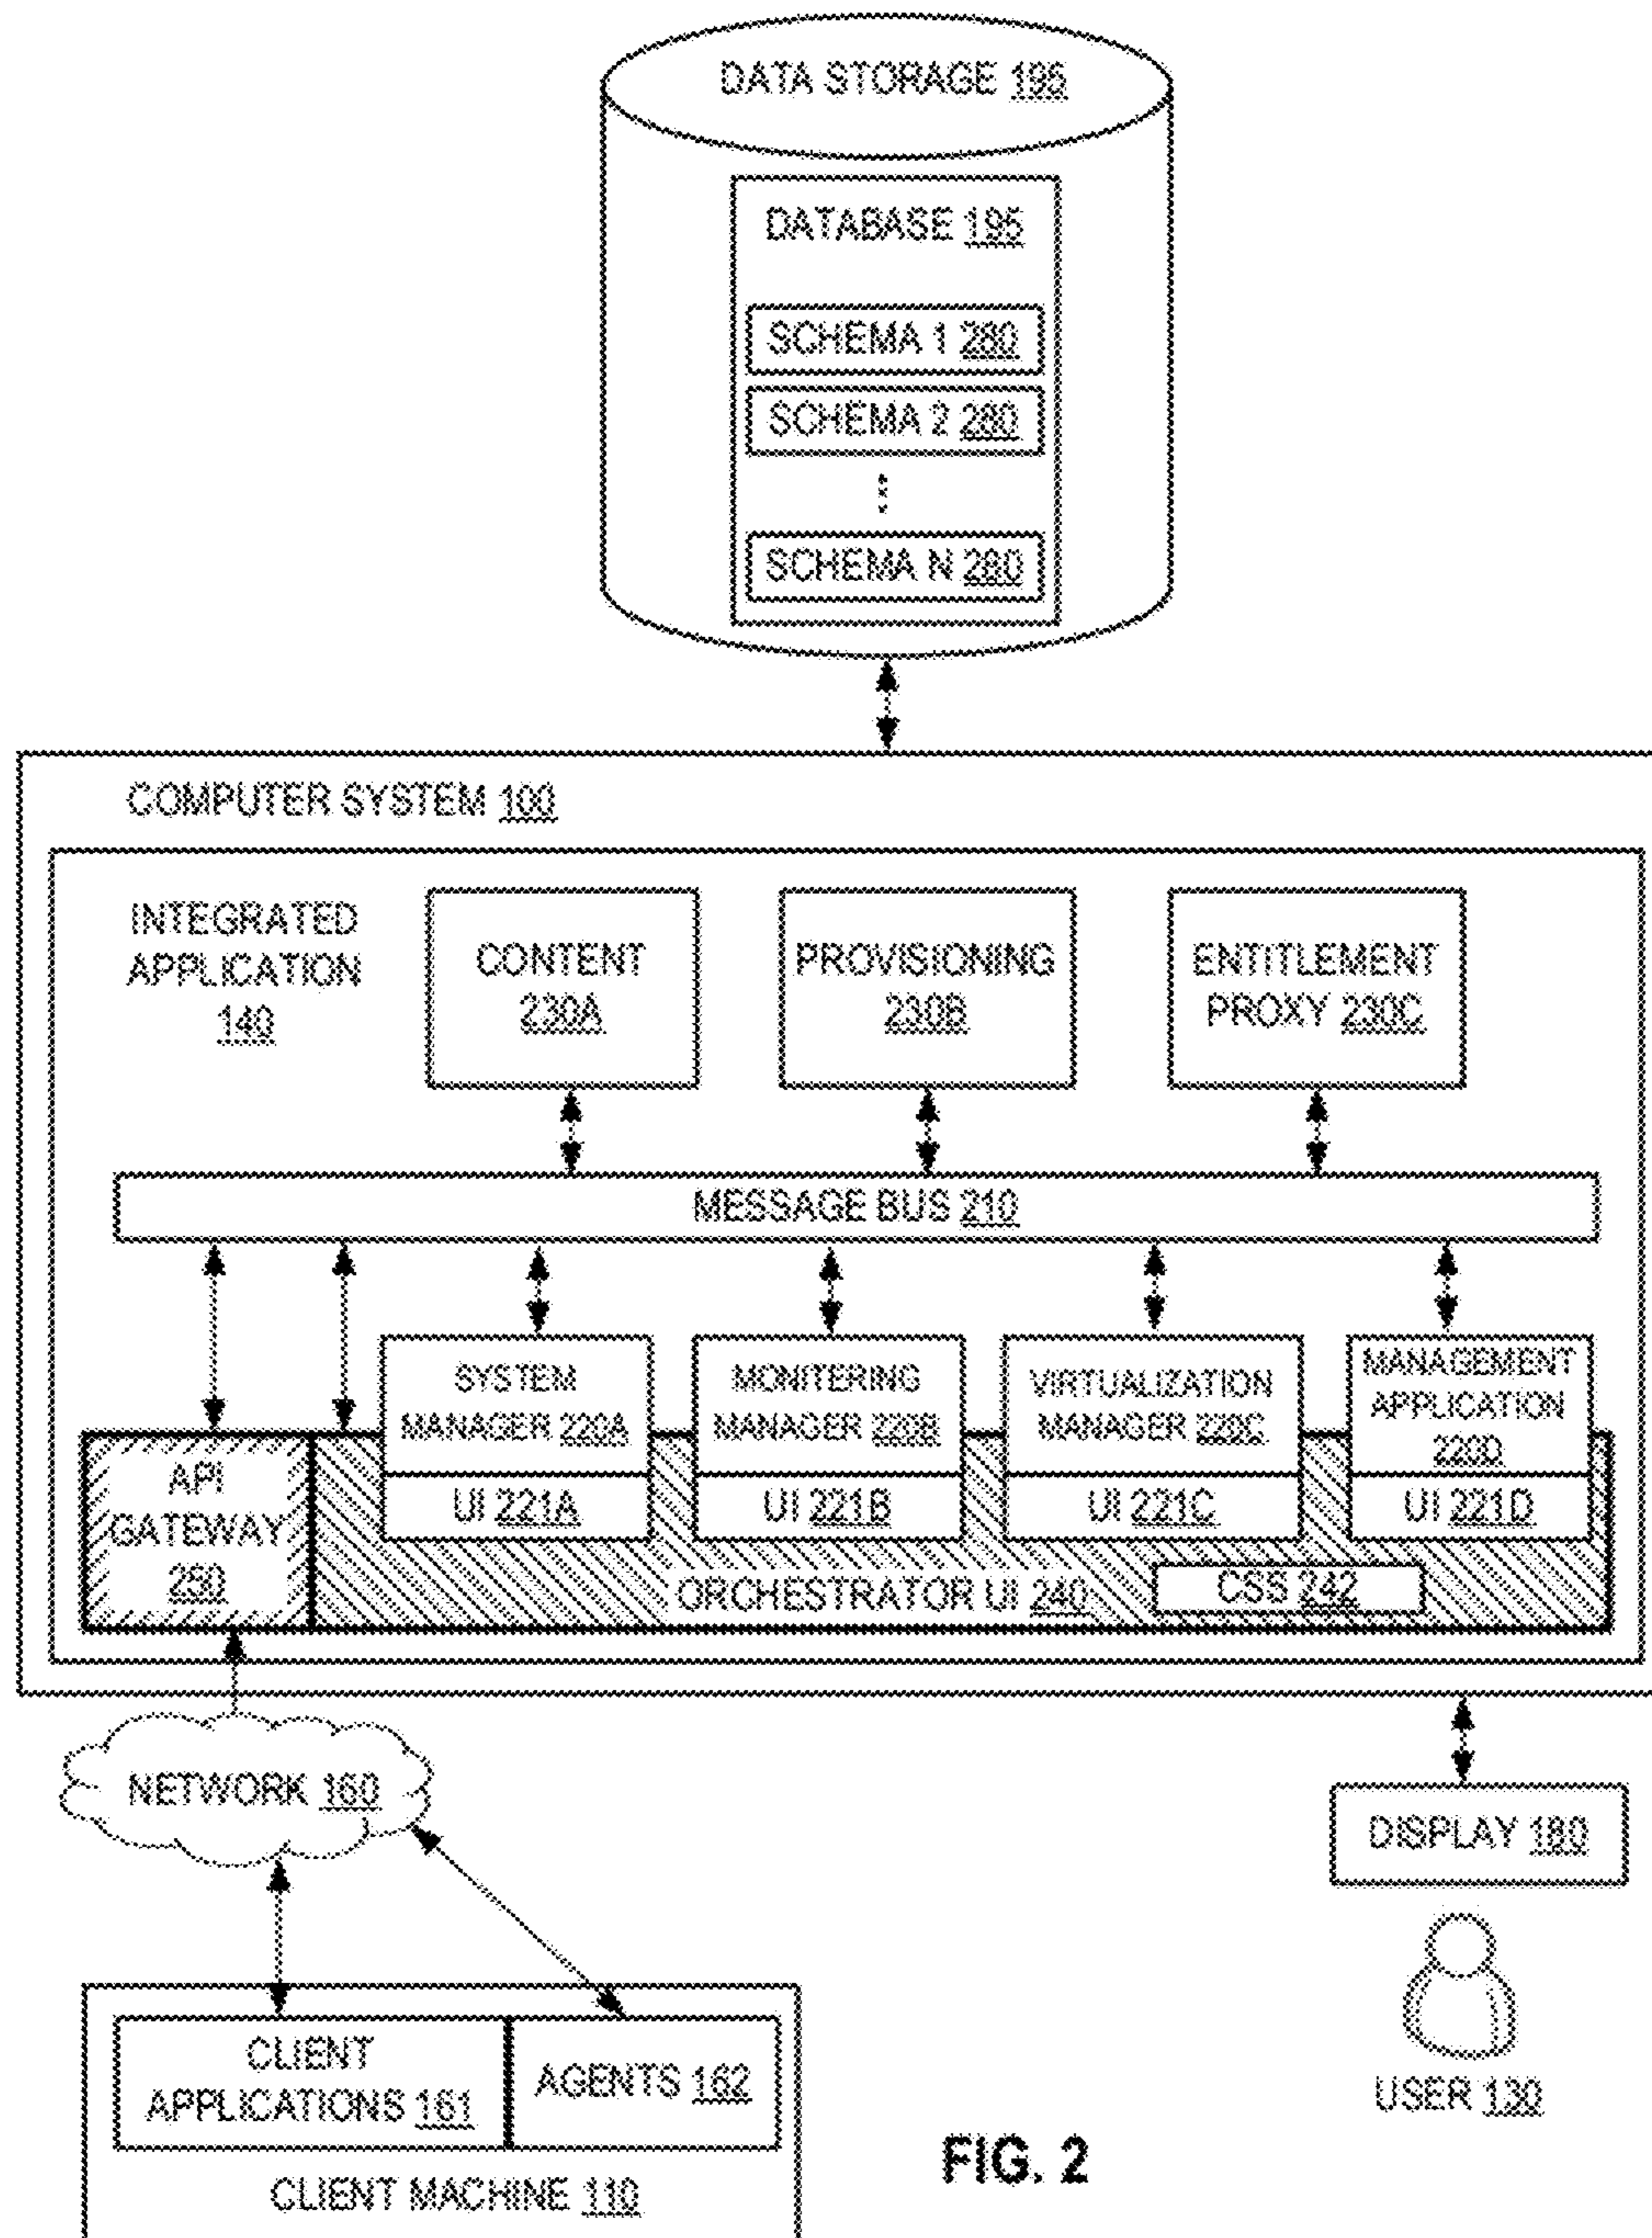 DATA STORAGE 195
DATABASE 195
SCHEMA 1 280
SCHEMA 2 280
SCHEMA N 280
COMPUTER SYSTEM 100
INTEGRATED
APPLICATION
140
CONTENT
230A
PROVISIONING
230B
ENTITLEMENT
PROXY 230C
MESSAGE BUS 210
SYSTEM
MANAGER 220A
MONITERING
MANAGER 220B
VIRTUALIZATION
MANAGER 220C
MANAGEMENT
APPLICATION
220D
API
GATEWAY
250
UI 221A
UI 221B
UI 221C
UI 221D
ORCHESTRATOR UI 240
CSS 242
NETWORK 160
DISPLAY 180
USER 130
CLIENT
APPLICATIONS 161
AGENTS 162
CLIENT MACHINE 110
FIG. 2